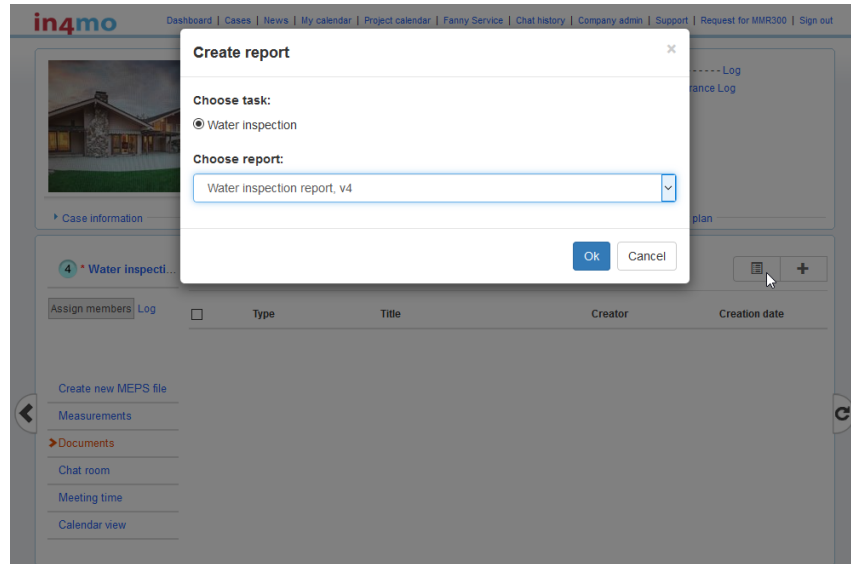 in4mo
Dashboard | Cases | News | My calendar | Project calendar | Fanny Service | Chat history | Company admin | Support | Request for MMR300 | Sign out
Create report ×
- - - - - Log
rance Log
Choose task:
Water inspection
Choose report:
Water inspection report, v4
Case information
plan
Ok Cancel
4 * Water inspecti...
Assign members Log
Type Title Creator Creation date
Create new MEPS file
Measurements
Documents
Chat room
Meeting time
Calendar view